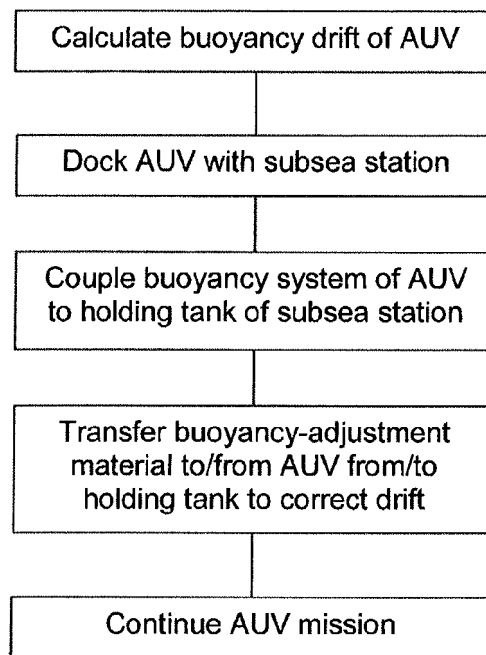 Calculate buoyancy drift of AUV
Dock AUV with subsea station
Couple buoyancy system of AUV
to holding tank of subsea station
Transfer buoyancy-adjustment
material to/from AUV from/to
holding tank to correct drift
Continue AUV mission